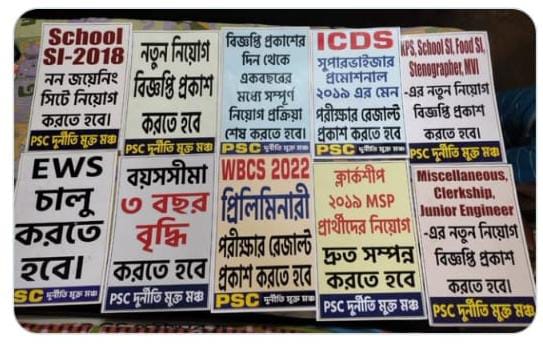 School
SI-2018
নন জয়েনিং
সিটে নিয়োগ
করতে হবে।
PSC দুর্নীতি মুক্ত মঞ্চ
নতুন নিয়োগ
বিজ্ঞপ্তি প্রকাশ
করতে হবে
PSC দুর্নীতি মুক্ত মঞ্চ
বিজ্ঞপ্তি প্রকাশের
দিন থেকে
একবছরের
মধ্যে সম্পূর্ণ
নিয়োগ প্রক্রিয়া
শেষ করতে হবে।
PSC দুর্নীতি মুক্ত মঞ্চ
ICDS
সুপারভাইজার
প্রমোশনাল
২০১৯ এর মেন
পরীক্ষার রেজাল্ট
প্রকাশ করতে হবে
PSC দুর্নীতি মুক্ত মঞ্চ
KPS, School SI, Food SI,
Stenographer, MVI
-এর নতুন নিয়োগ
বিজ্ঞপ্তি প্রকাশ
করতে হবে।
PSC দুর্নীতি মুক্ত মঞ্চ
EWS
চালু
করতে
হবে।
SC দুর্নীতি মুক্ত মঞ্চ
বয়সসীমা
৩ বছর
বৃদ্ধি
করতে হবে
PSC দুর্নীতি মুক্ত মঞ্চ
WBCS 2022
প্রিলিমিনারী
পরীক্ষার রেজাল্ট
প্রকাশ করতে হবে
PSC দুর্নীতি মুক্ত মঞ্চ
ক্লার্কশীপ
২০১৯ MSP
প্রার্থীদের নিয়োগ
দ্রুত সম্পন্ন
করতে হবে
PSC দুর্নীতি মুক্ত মঞ্চ
Miscellaneous,
Clerkship,
Junior Engineer
-এর নতুন নিয়োগ
বিজ্ঞপ্তি প্রকাশ
করতে হবে।
PSC দুর্নীতি মুক্ত মঞ্চ